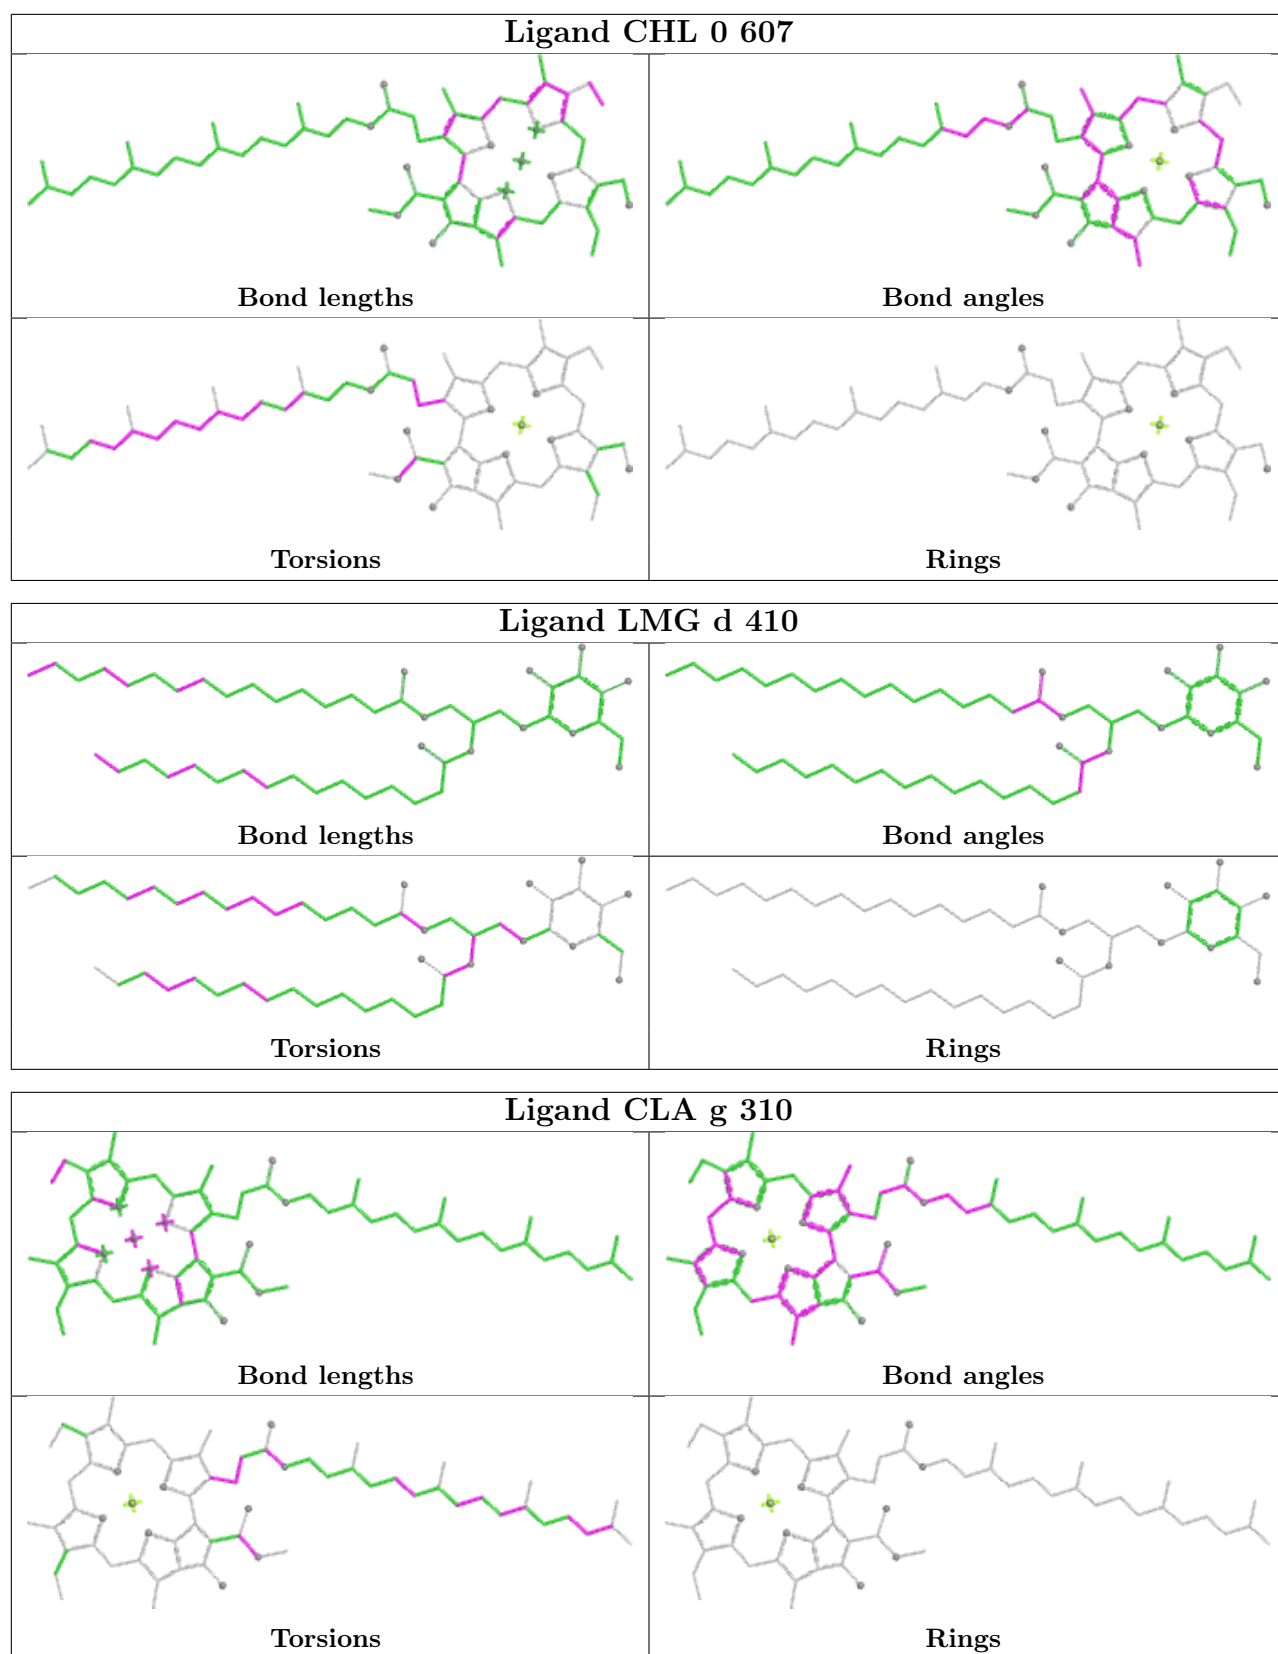 Ligand CHL 0 607
Bond lengths
Bond angles
Torsions
Rings
Ligand LMG d 410
Bond lengths
Bond angles
Torsions
Rings
Ligand CLA g 310
Bond lengths
Bond angles
Torsions
Rings